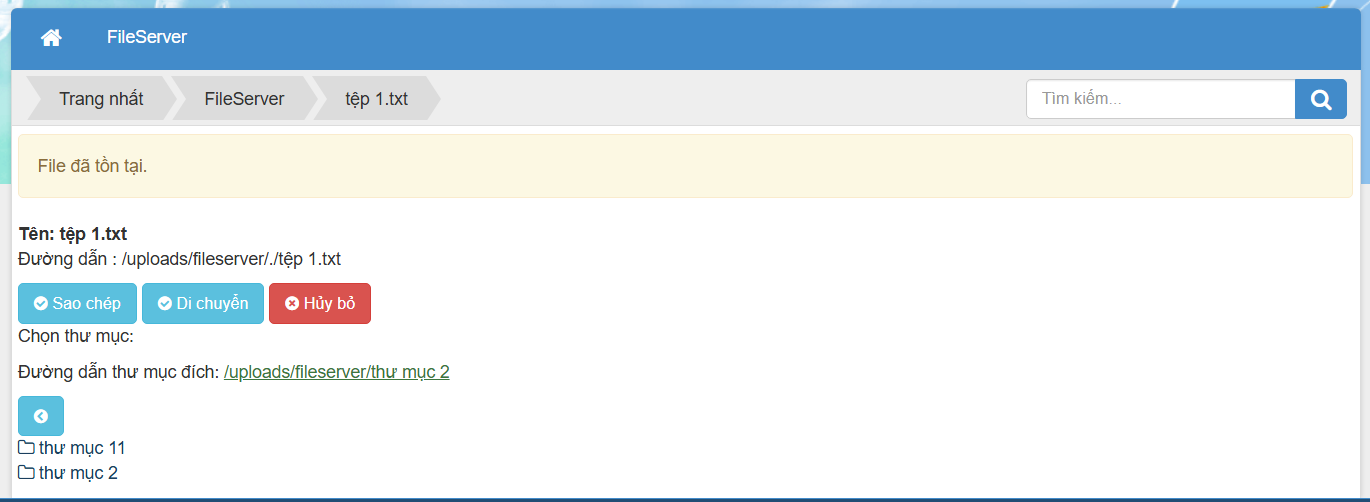 FileServer
Trang nhất FileServer tệp 1.txt Tìm kiếm...
File đã tồn tại.
Tên: tệp 1.txt
Đường dẫn : /uploads/fileserver/./tệp 1.txt
Sao chép Di chuyển Hủy bỏ
Chọn thư mục:
Đường dẫn thư mục đích: /uploads/fileserver/thư mục 2
thư mục 11
thư mục 2